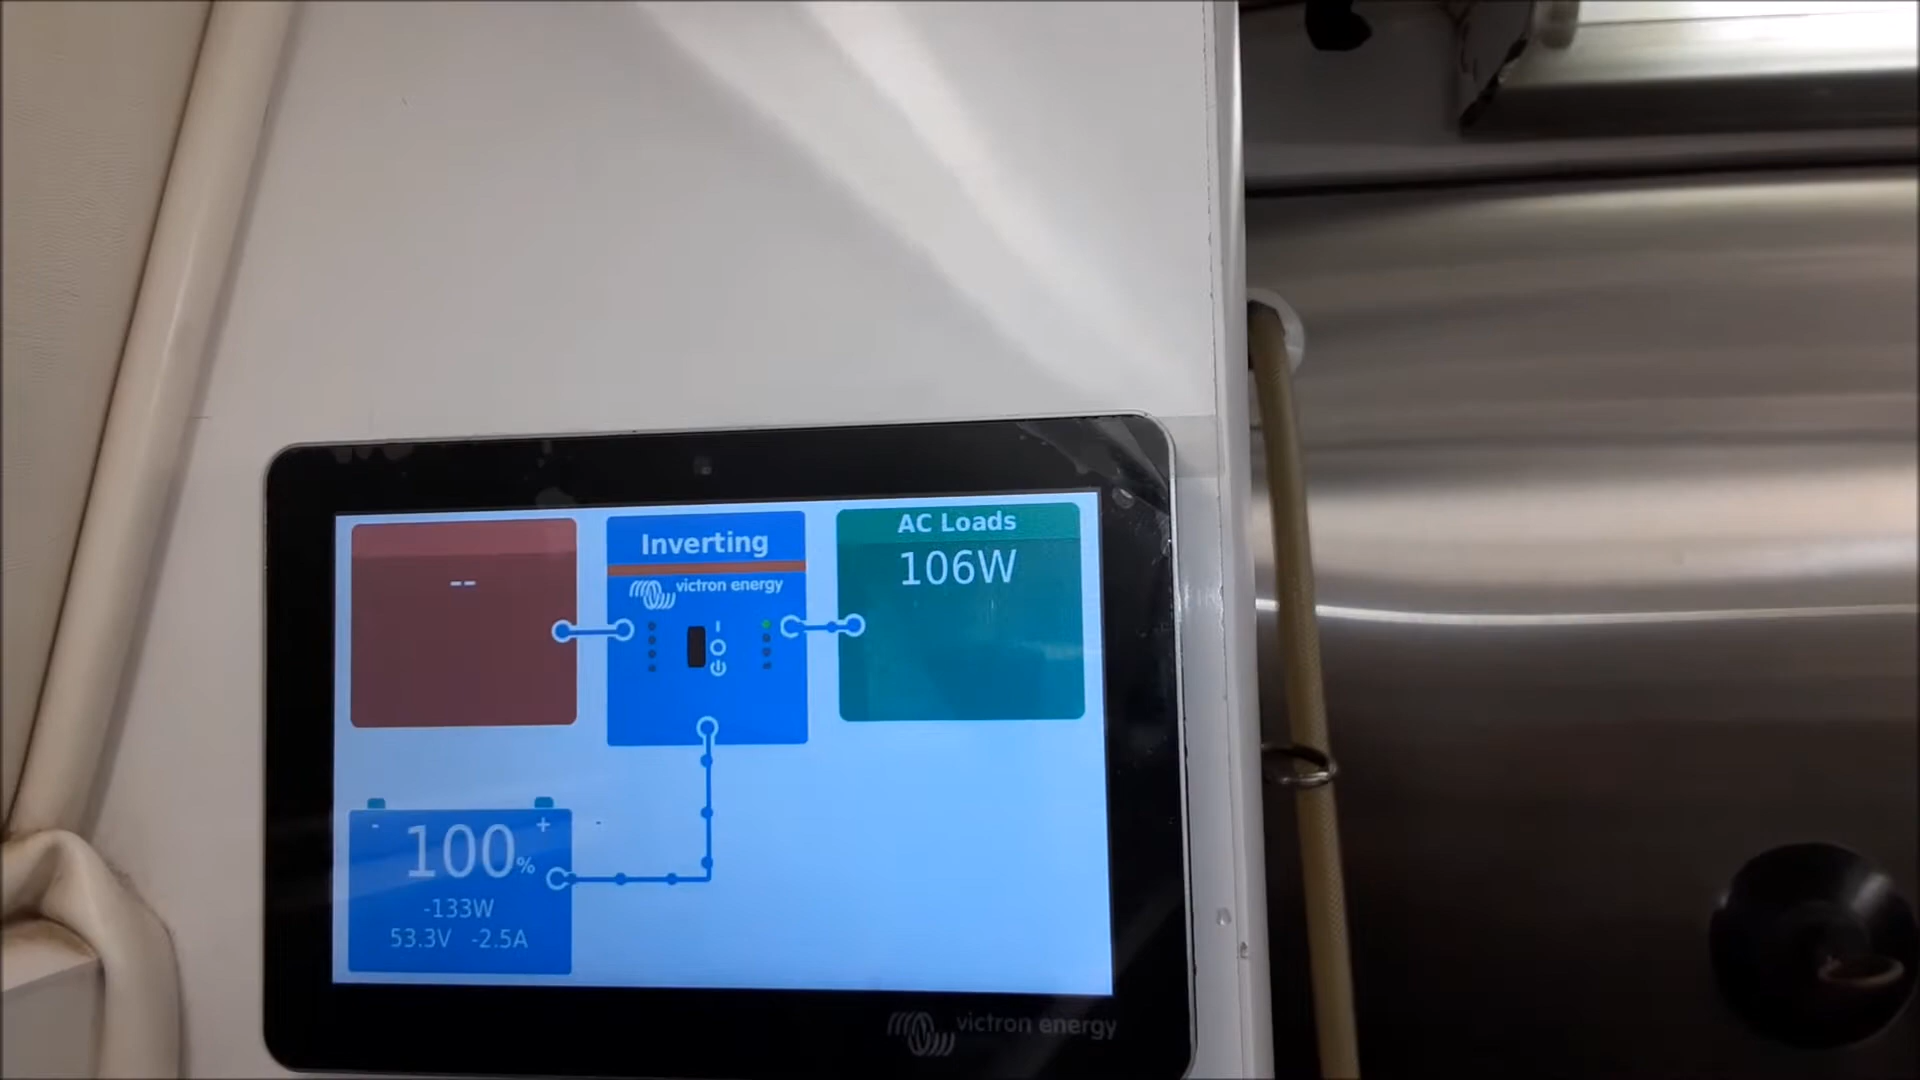 --
Inverting
victron energy
I
O
AC Loads
106W
- +
100%
-133W
53.3V -2.5A
victron energy